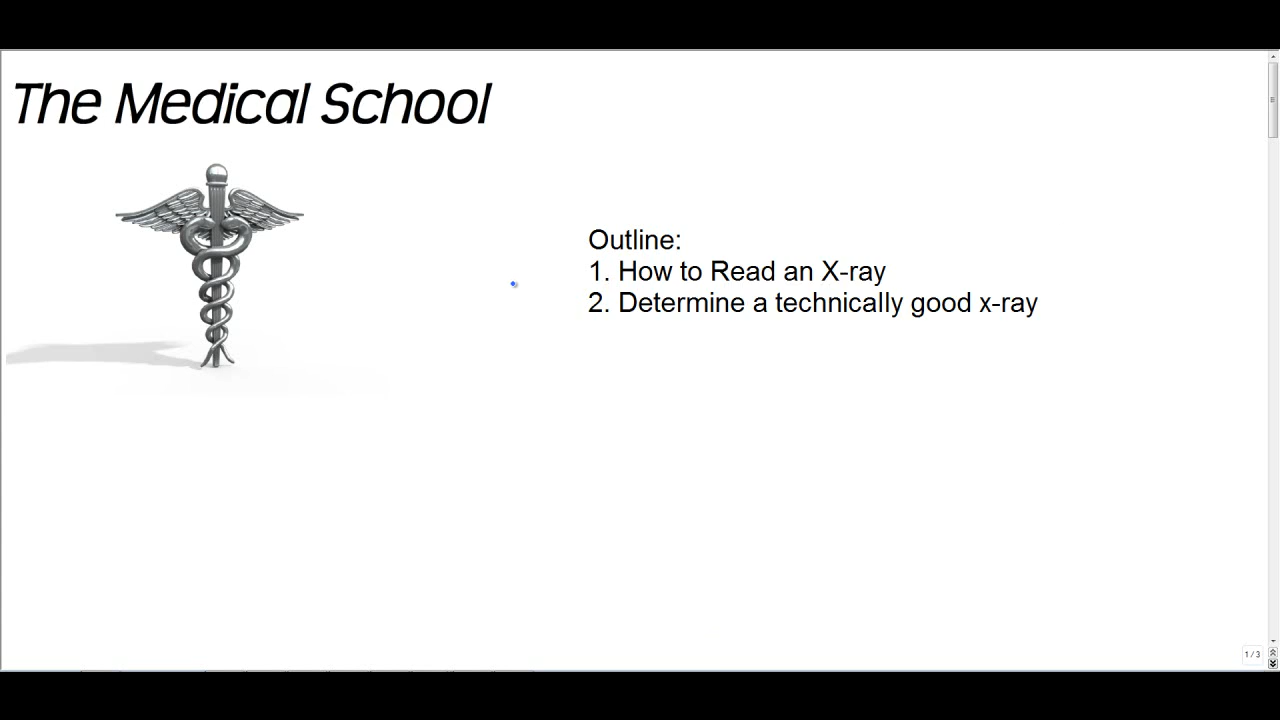 The Medical School
Outline:
1. How to Read an X-ray
2. Determine a technically good x-ray
1 / 3